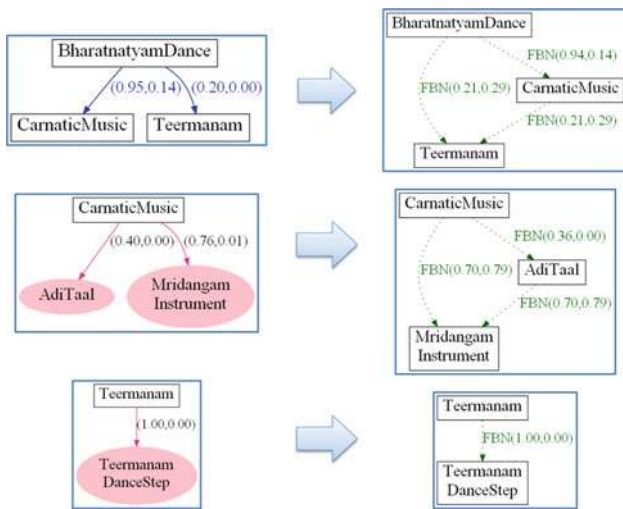 BharatnatyamDance
(0.95,0.14) (0.20,0.00)
CarnaticMusic Teermanam
BharatnatyamDance
FBN(0.94,0.14)
FBN(0.21,0.29) CarnaticMusic
FBN(0.21,0.29)
Teermanam
CarnaticMusic
(0.40,0.00) (0.76,0.01)
AdiTaal Mridangam
Instrument
CarnaticMusic
FBN(0.36,0.00)
FBN(0.70,0.79) AdiTaal
FBN(0.70,0.79)
Mridangam
Instrument
Teermanam
(1.00,0.00)
Teermanam
DanceStep
Teermanam
FBN(1.00,0.00)
Teermanam
DanceStep